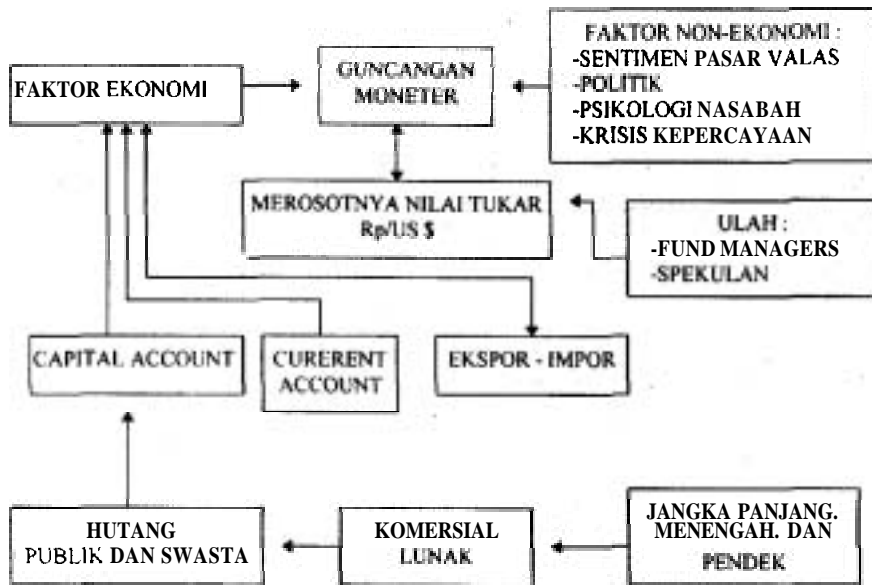 FAKTOR EKONOMI
GUNCANGAN
MONETER
FAKTOR NON-EKONOMI :
-SENTIMEN PASAR VALAS
-POLITIK
-PSIKOLOGI NASABAH
-KRISIS KEPERCAYAAN
MEROSOTNYA NILAI TUKAR
Rp/US $
ULAH :
-FUND MANAGERS
-SPEKULAN
CAPITAL ACCOUNT
CURERENT
ACCOUNT
EKSPOR - IMPOR
HUTANG
PUBLIK DAN SWASTA
KOMERSIAL
LUNAK
JANGKA PANJANG.
MENENGAH. DAN
PENDEK